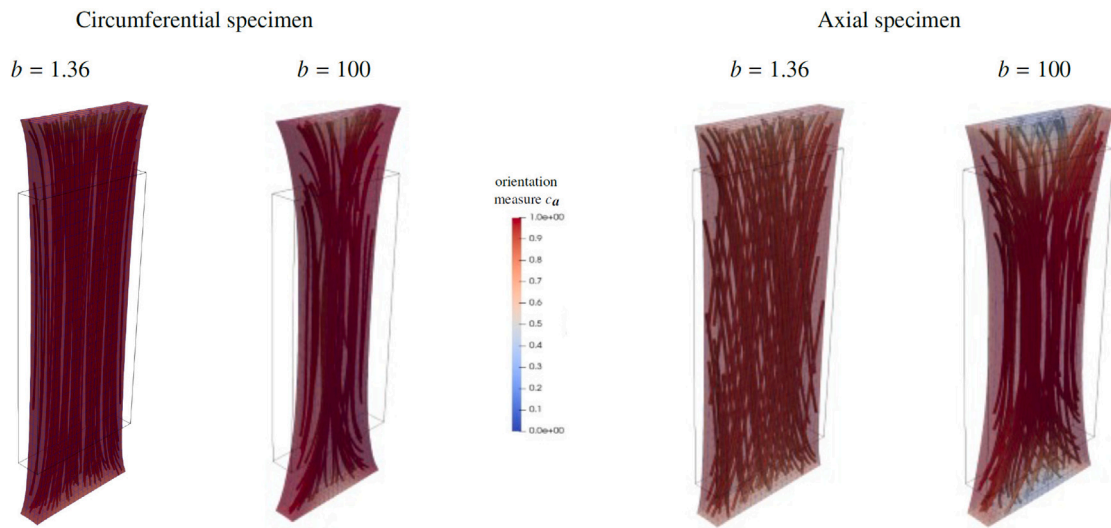 Circumferential specimen
Axial specimen
b = 1.36
b = 100
b = 1.36
b = 100
orientation
measure cₐ
1.0e+00
0.9
0.8
0.7
0.6
0.5
0.4
0.3
0.2
0.1
0.0e+00